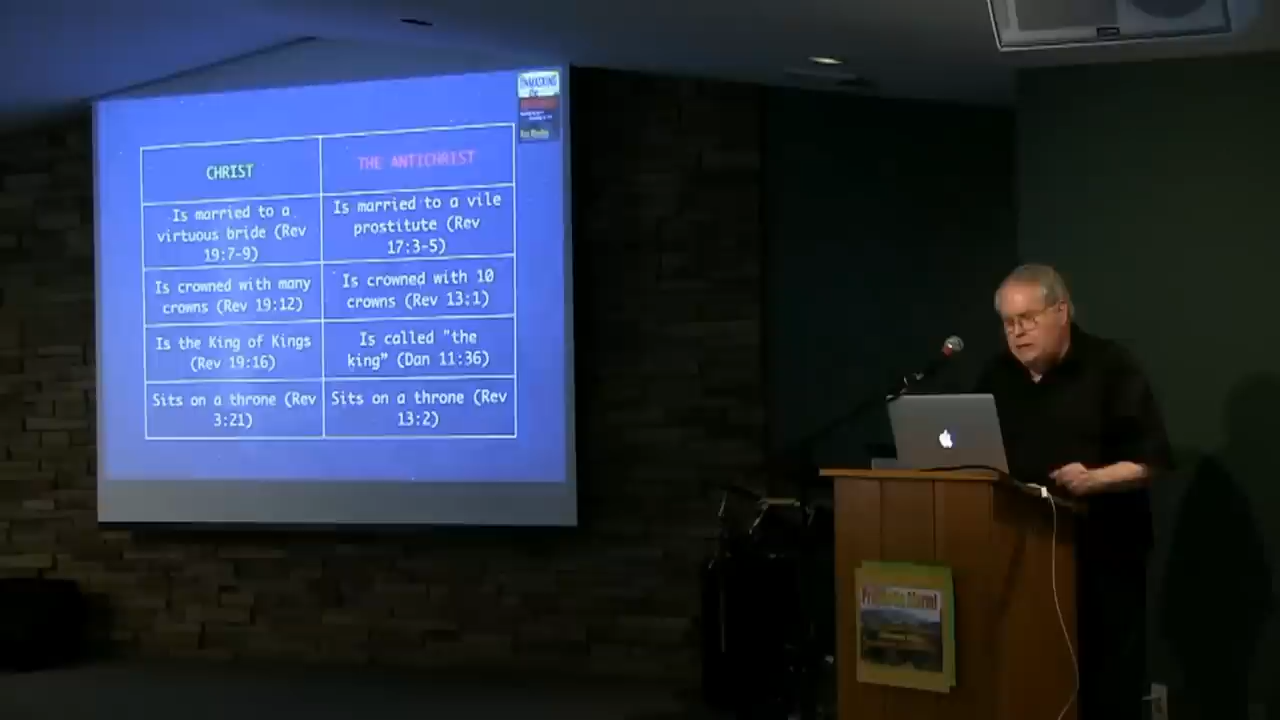 UNMASKING
the
CHRIST
THE ANTICHRIST
Is married to a
virtuous bride (Rev
19:7-9)
Is married to a vile
prostitute (Rev
17:3-5)
Is crowned with many
crowns (Rev 19:12)
Is crowned with 10
crowns (Rev 13:1)
Is the King of Kings
(Rev 19:16)
Is called "the
king” (Dan 11:36)
Sits on a throne (Rev
3:21)
Sits on a throne (Rev
13:2)